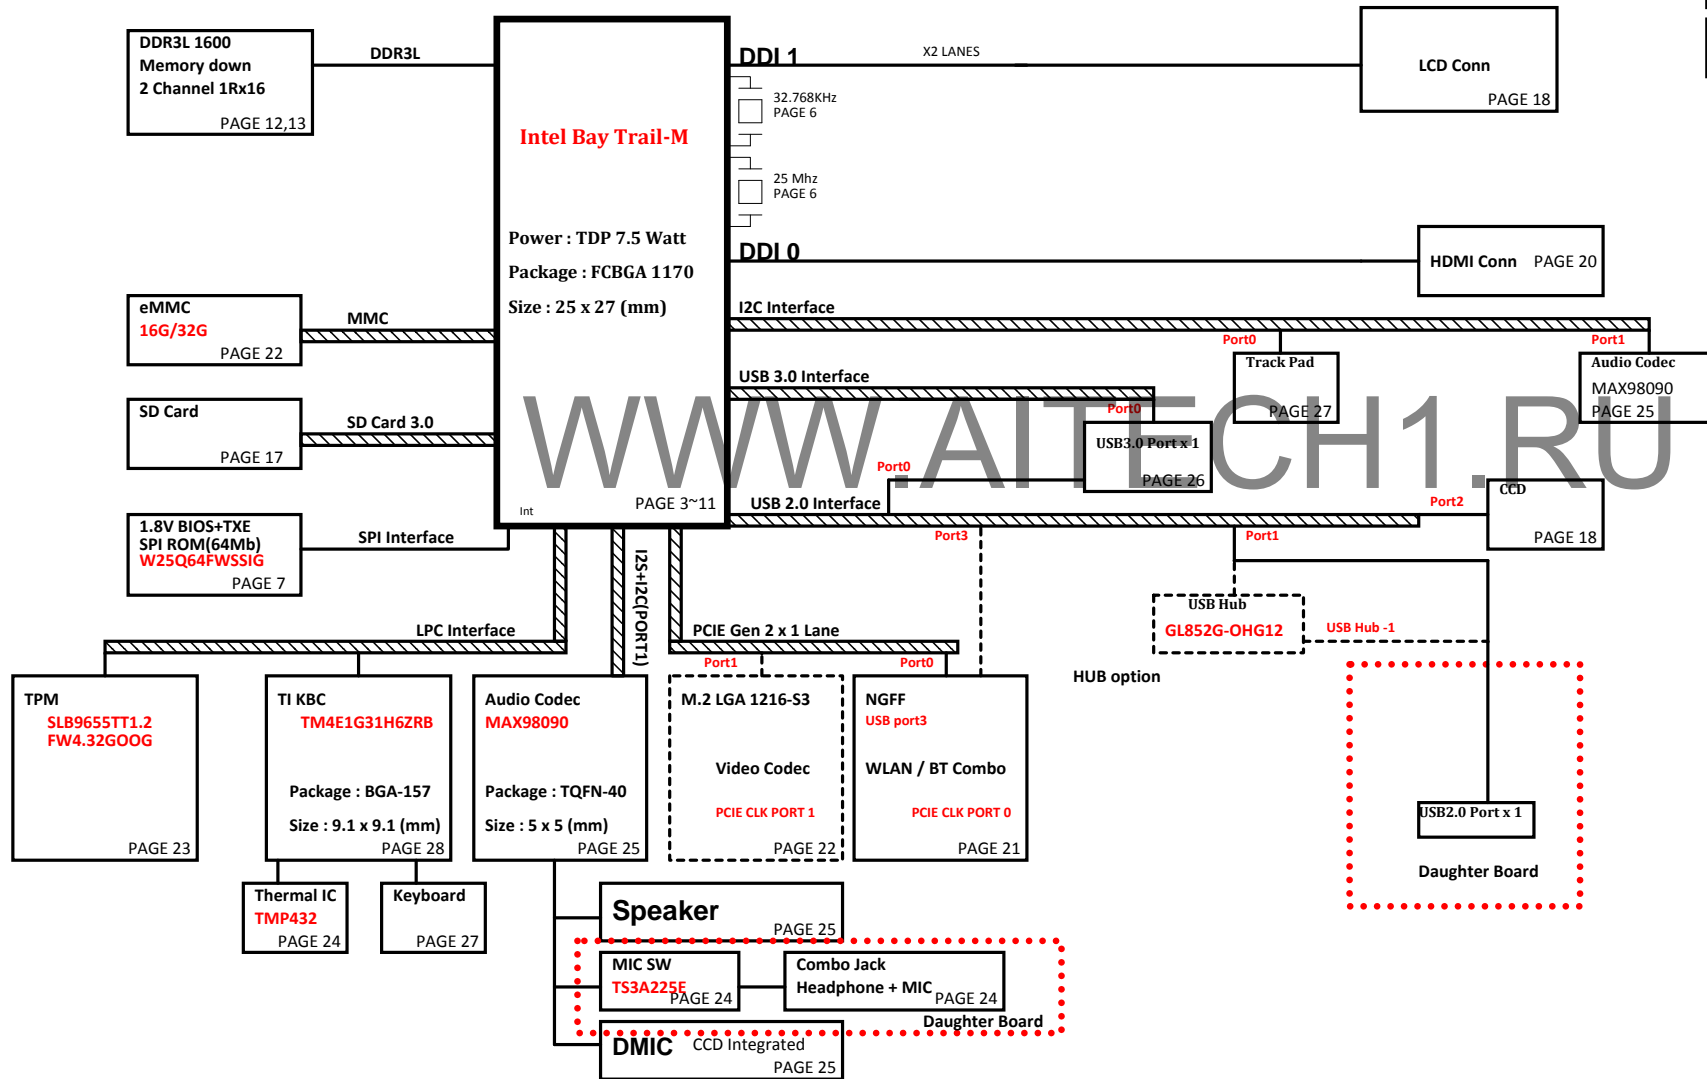 DDR3L 1600
Memory down
2 Channel 1Rx16
PAGE 12,13
DDR3L
DDI 1
X2 LANES
LCD Conn
PAGE 18
32.768KHz
PAGE 6
25 Mhz
PAGE 6
Intel Bay Trail-M
Power : TDP 7.5 Watt
Package : FCBGA 1170
Size : 25 x 27 (mm)
PAGE 3~11
Int
DDI 0
HDMI Conn PAGE 20
eMMC
16G/32G
PAGE 22
MMC
I2C Interface
Port0
Track Pad
PAGE 27
Port1
Audio Codec
MAX98090
PAGE 25
SD Card
PAGE 17
SD Card 3.0
USB 3.0 Interface
Port0
USB3.0 Port x 1
PAGE 26
WWW.AITECH1.RU
Port0
USB 2.0 Interface
Port2
CCD
PAGE 18
Port3
Port1
1.8V BIOS+TXE
SPI ROM(64Mb)
W25Q64FWSSIG
PAGE 7
SPI Interface
I2S+I2C(PORT1)
USB Hub
GL852G-OHG12
USB Hub -1
HUB option
LPC Interface
PCIE Gen 2 x 1 Lane
Port1
Port0
TPM
SLB9655TT1.2
FW4.32GOOG
PAGE 23
TI KBC
TM4E1G31H6ZRB
Package : BGA-157
Size : 9.1 x 9.1 (mm)
PAGE 28
Audio Codec
MAX98090
Package : TQFN-40
Size : 5 x 5 (mm)
PAGE 25
M.2 LGA 1216-S3
Video Codec
PCIE CLK PORT 1
PAGE 22
NGFF
USB port3
WLAN / BT Combo
PCIE CLK PORT 0
PAGE 21
USB2.0 Port x 1
Daughter Board
Thermal IC
TMP432
PAGE 24
Keyboard
PAGE 27
Speaker
PAGE 25
MIC SW
TS3A225E
PAGE 24
Combo Jack
Headphone + MIC
PAGE 24
Daughter Board
DMIC CCD Integrated
PAGE 25